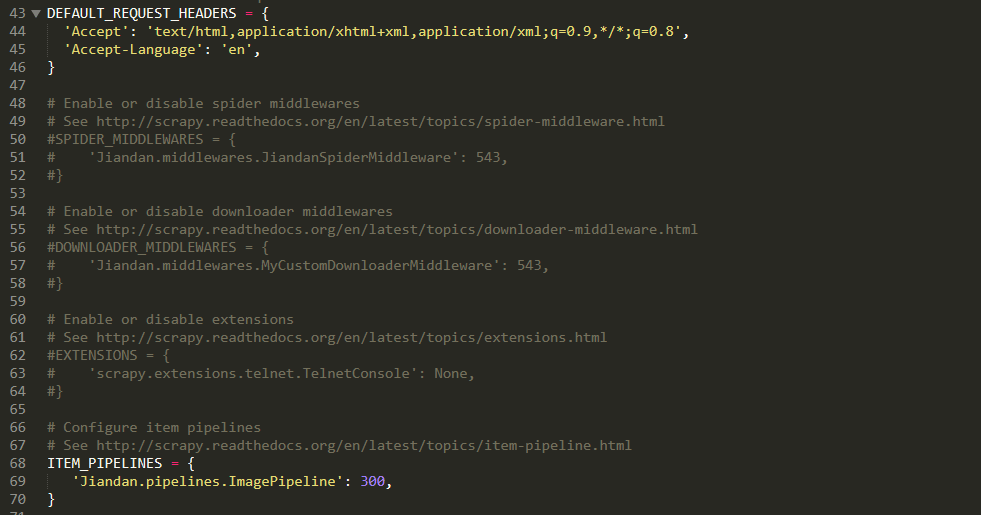 43 DEFAULT_REQUEST_HEADERS = {
44   'Accept': 'text/html,application/xhtml+xml,application/xml;q=0.9,*/*;q=0.8',
45   'Accept-Language': 'en',
46 }
47
48 # Enable or disable spider middlewares
49 # See http://scrapy.readthedocs.org/en/latest/topics/spider-middleware.html
50 #SPIDER_MIDDLEWARES = {
51 #    'Jiandan.middlewares.JiandanSpiderMiddleware': 543,
52 #}
53
54 # Enable or disable downloader middlewares
55 # See http://scrapy.readthedocs.org/en/latest/topics/downloader-middleware.html
56 #DOWNLOADER_MIDDLEWARES = {
57 #    'Jiandan.middlewares.MyCustomDownloaderMiddleware': 543,
58 #}
59
60 # Enable or disable extensions
61 # See http://scrapy.readthedocs.org/en/latest/topics/extensions.html
62 #EXTENSIONS = {
63 #    'scrapy.extensions.telnet.TelnetConsole': None,
64 #}
65
66 # Configure item pipelines
67 # See http://scrapy.readthedocs.org/en/latest/topics/item-pipeline.html
68 ITEM_PIPELINES = {
69    'Jiandan.pipelines.ImagePipeline': 300,
70 }